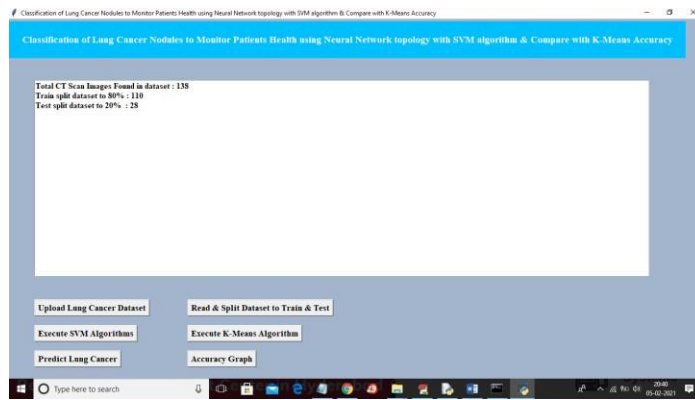 Classification of Lung Cancer Nodules to Monitor Patients Health using Neural Network topology with SVM algorithm & Compare with K-Means Accuracy
Classification of Lung Cancer Nodules to Monitor Patients Health using Neural Network topology with SVM algorithm & Compare with K-Means Accuracy
Total CT Scan Images Found in dataset : 138
Train split dataset to 80% : 110
Test split dataset to 20% : 28
Upload Lung Cancer Dataset
Read & Split Dataset to Train & Test
Execute SVM Algorithms
Execute K-Means Algorithm
Predict Lung Cancer
Accuracy Graph
Type here to search
20:40
05-02-2021